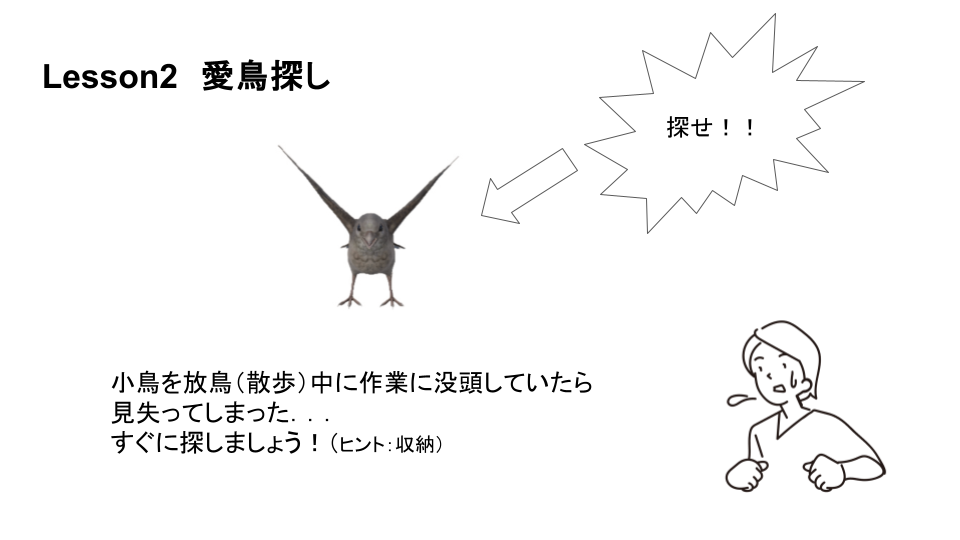 Lesson2　愛鳥探し
探せ！！
小鳥を放鳥（散歩）中に作業に没頭していたら
見失ってしまった．．．
すぐに探しましょう！（ヒント：収納）